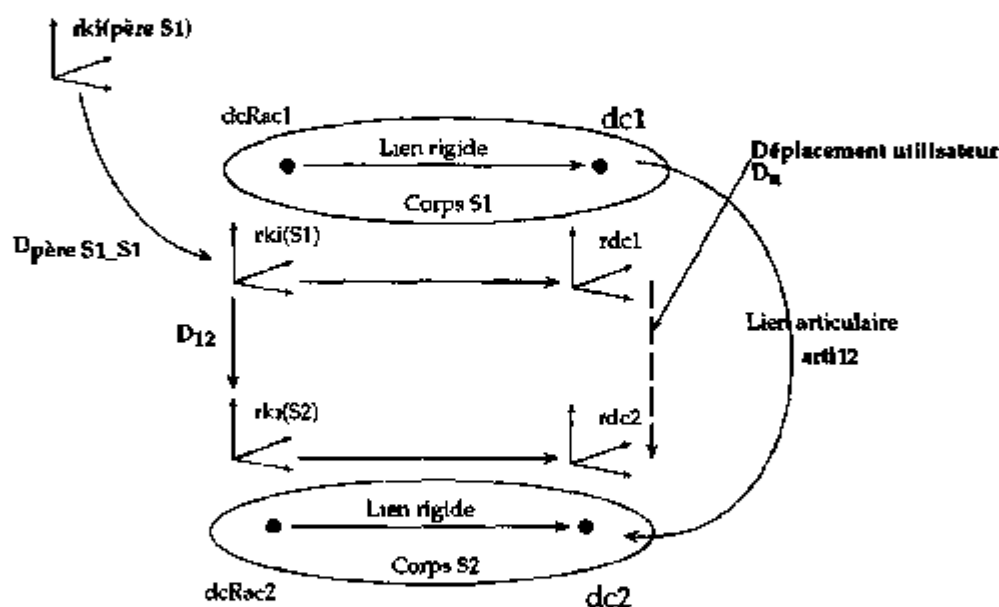 rki(père S1)
dcRac1
dc1
Lien rigide
Déplacement utilisateur
Du
Corps S1
Dpère S1_S1
rki(S1)
rdc1
D12
Lien articulaire
arti12
rki(S2)
rdc2
Lien rigide
Corps S2
dcRac2
dc2